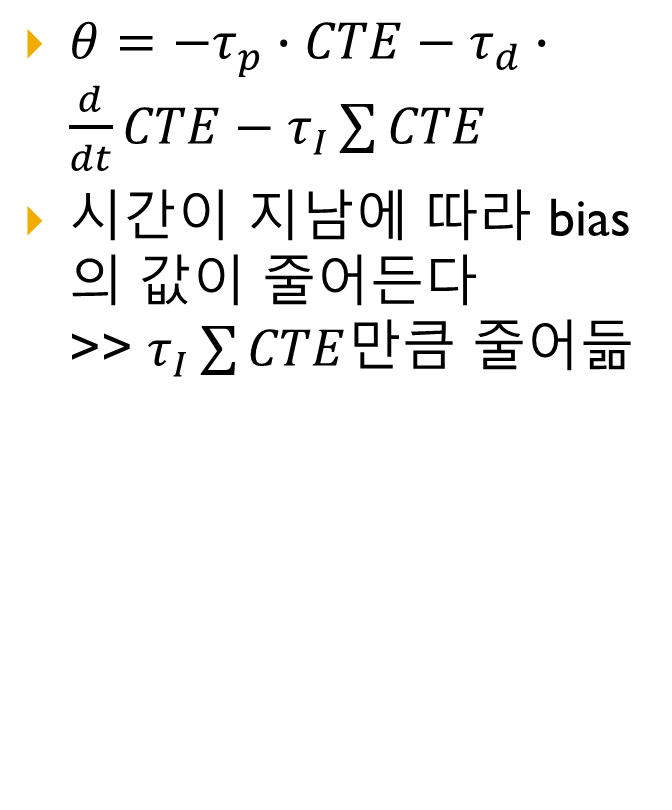 θ = −τ_p · CTE − τ_d ·
d/dt CTE − τ_I ∑ CTE
시간이 지남에 따라 bias
의 값이 줄어든다
>> τ_I ∑ CTE만큼 줄어듦